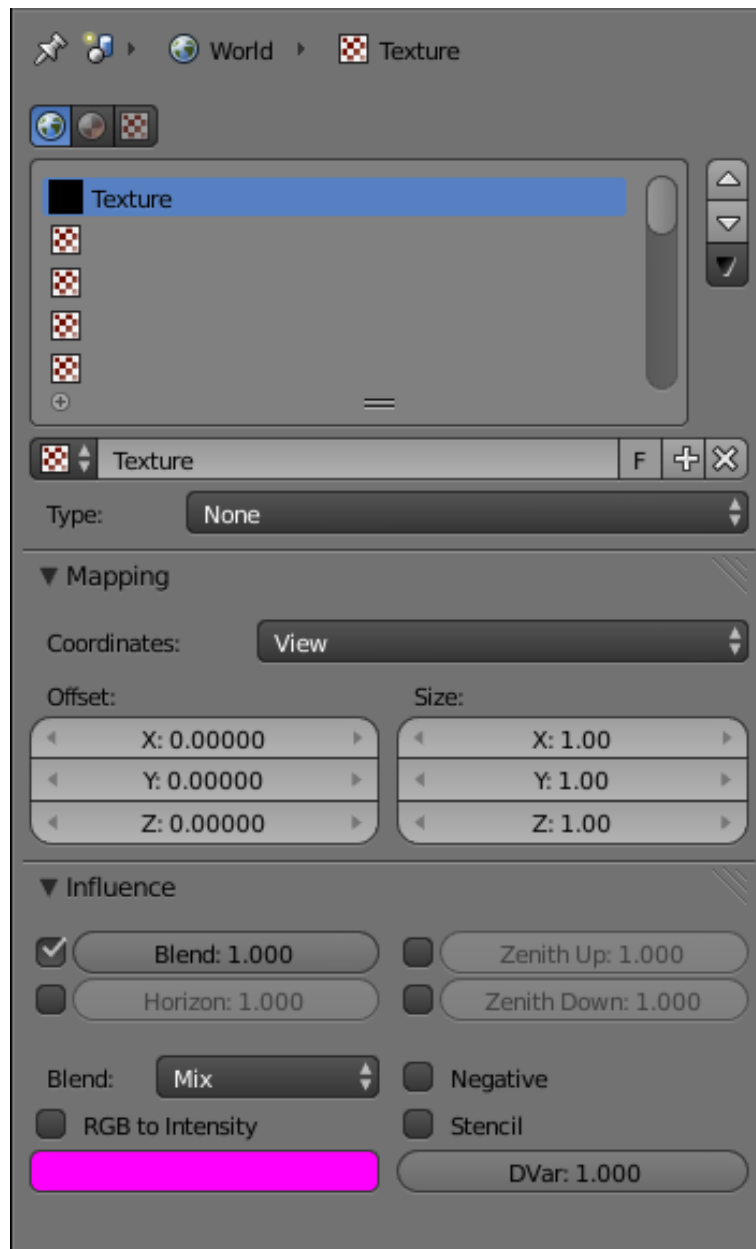 World Texture
Texture
Texture F
Type: None
Mapping
Coordinates: View
Offset: Size:
X: 0.00000 X: 1.00
Y: 0.00000 Y: 1.00
Z: 0.00000 Z: 1.00
Influence
Blend: 1.000 Zenith Up: 1.000
Horizon: 1.000 Zenith Down: 1.000
Blend: Mix Negative
RGB to Intensity Stencil
DVar: 1.000